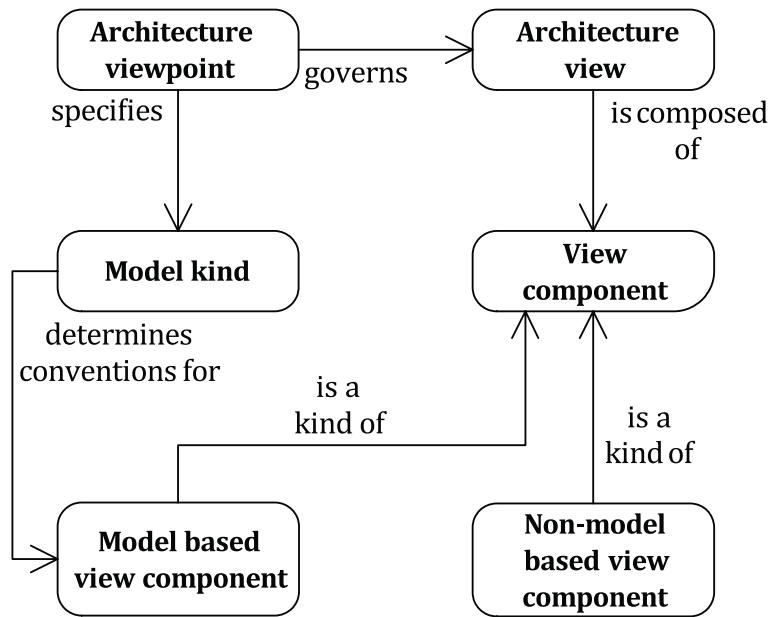 Architecture
viewpoint
governs
Architecture
view
specifies
is composed
of
Model kind
View
component
determines
conventions for
is a
kind of
is a
kind of
Model based
view component
Non-model
based view
component